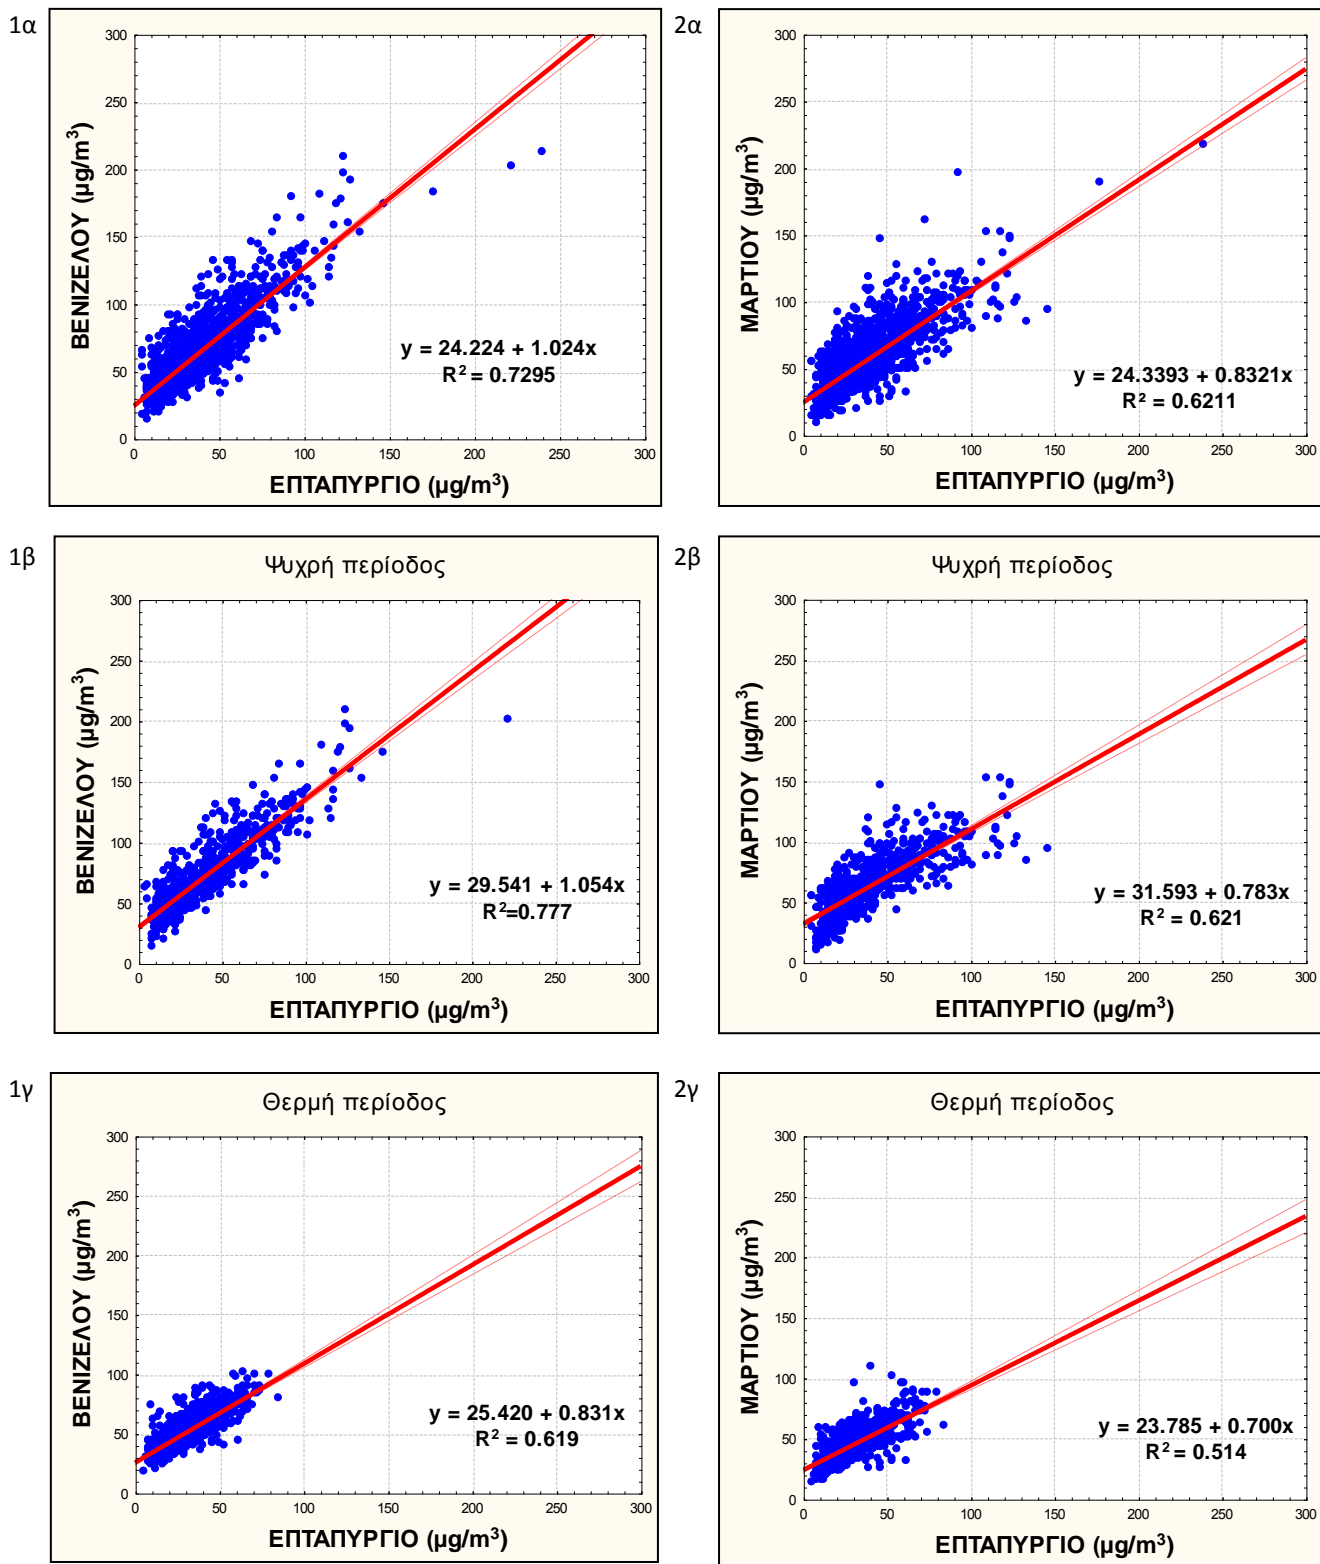 1α
300
250
200
150
100
50
0
ΒΕΝΙΖΕΛΟΥ (μg/m³)
y = 24.224 + 1.024x
R² = 0.7295
0 50 100 150 200 250 300
ΕΠΤΑΠΥΡΓΙΟ (μg/m³)
2α
300
250
200
150
100
50
0
ΜΑΡΤΙΟΥ (μg/m³)
y = 24.3393 + 0.8321x
R² = 0.6211
0 50 100 150 200 250 300
ΕΠΤΑΠΥΡΓΙΟ (μg/m³)
1β
Ψυχρή περίοδος
300
250
200
150
100
50
0
ΒΕΝΙΖΕΛΟΥ (μg/m³)
y = 29.541 + 1.054x
R²=0.777
0 50 100 150 200 250 300
ΕΠΤΑΠΥΡΓΙΟ (μg/m³)
2β
Ψυχρή περίοδος
300
250
200
150
100
50
0
ΜΑΡΤΙΟΥ (μg/m³)
y = 31.593 + 0.783x
R² = 0.621
0 50 100 150 200 250 300
ΕΠΤΑΠΥΡΓΙΟ (μg/m³)
1γ
Θερμή περίοδος
300
250
200
150
100
50
0
ΒΕΝΙΖΕΛΟΥ (μg/m³)
y = 25.420 + 0.831x
R² = 0.619
0 50 100 150 200 250 300
ΕΠΤΑΠΥΡΓΙΟ (μg/m³)
2γ
Θερμή περίοδος
300
250
200
150
100
50
0
ΜΑΡΤΙΟΥ (μg/m³)
y = 23.785 + 0.700x
R² = 0.514
0 50 100 150 200 250 300
ΕΠΤΑΠΥΡΓΙΟ (μg/m³)